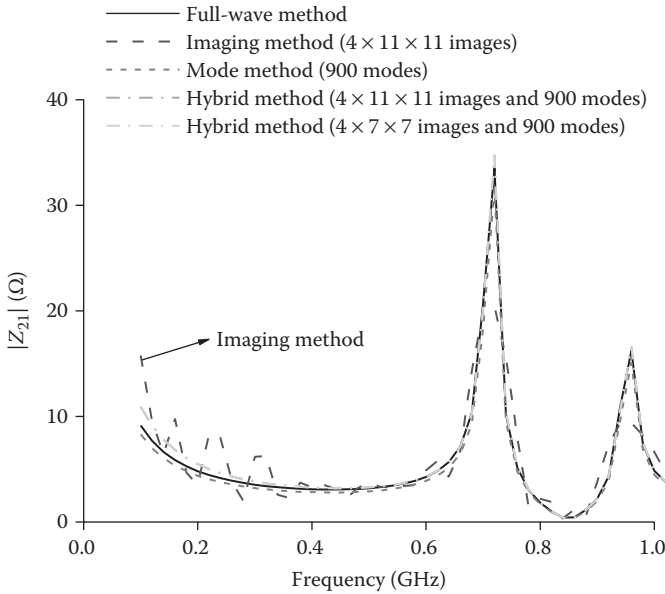 Full-wave method
Imaging method (4 × 11 × 11 images)
Mode method (900 modes)
Hybrid method (4 × 11 × 11 images and 900 modes)
Hybrid method (4 × 7 × 7 images and 900 modes)
40
30
20
10
0
|Z21| (Ω)
Imaging method
0.0
0.2
0.4
0.6
0.8
1.0
Frequency (GHz)